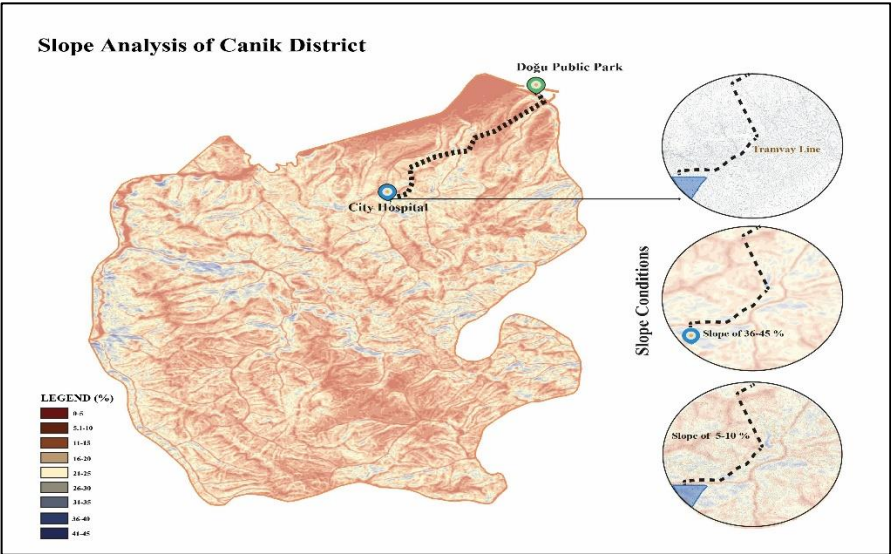 Slope Analysis of Canik District
Doğu Public Park
City Hospital
Tramvay Line
Slope Conditions
Slope of 36-45 %
Slope of 5-10 %
LEGEND (%)
0-5
5.1-10
11-15
16-20
21-25
26-30
31-35
36-40
41-45